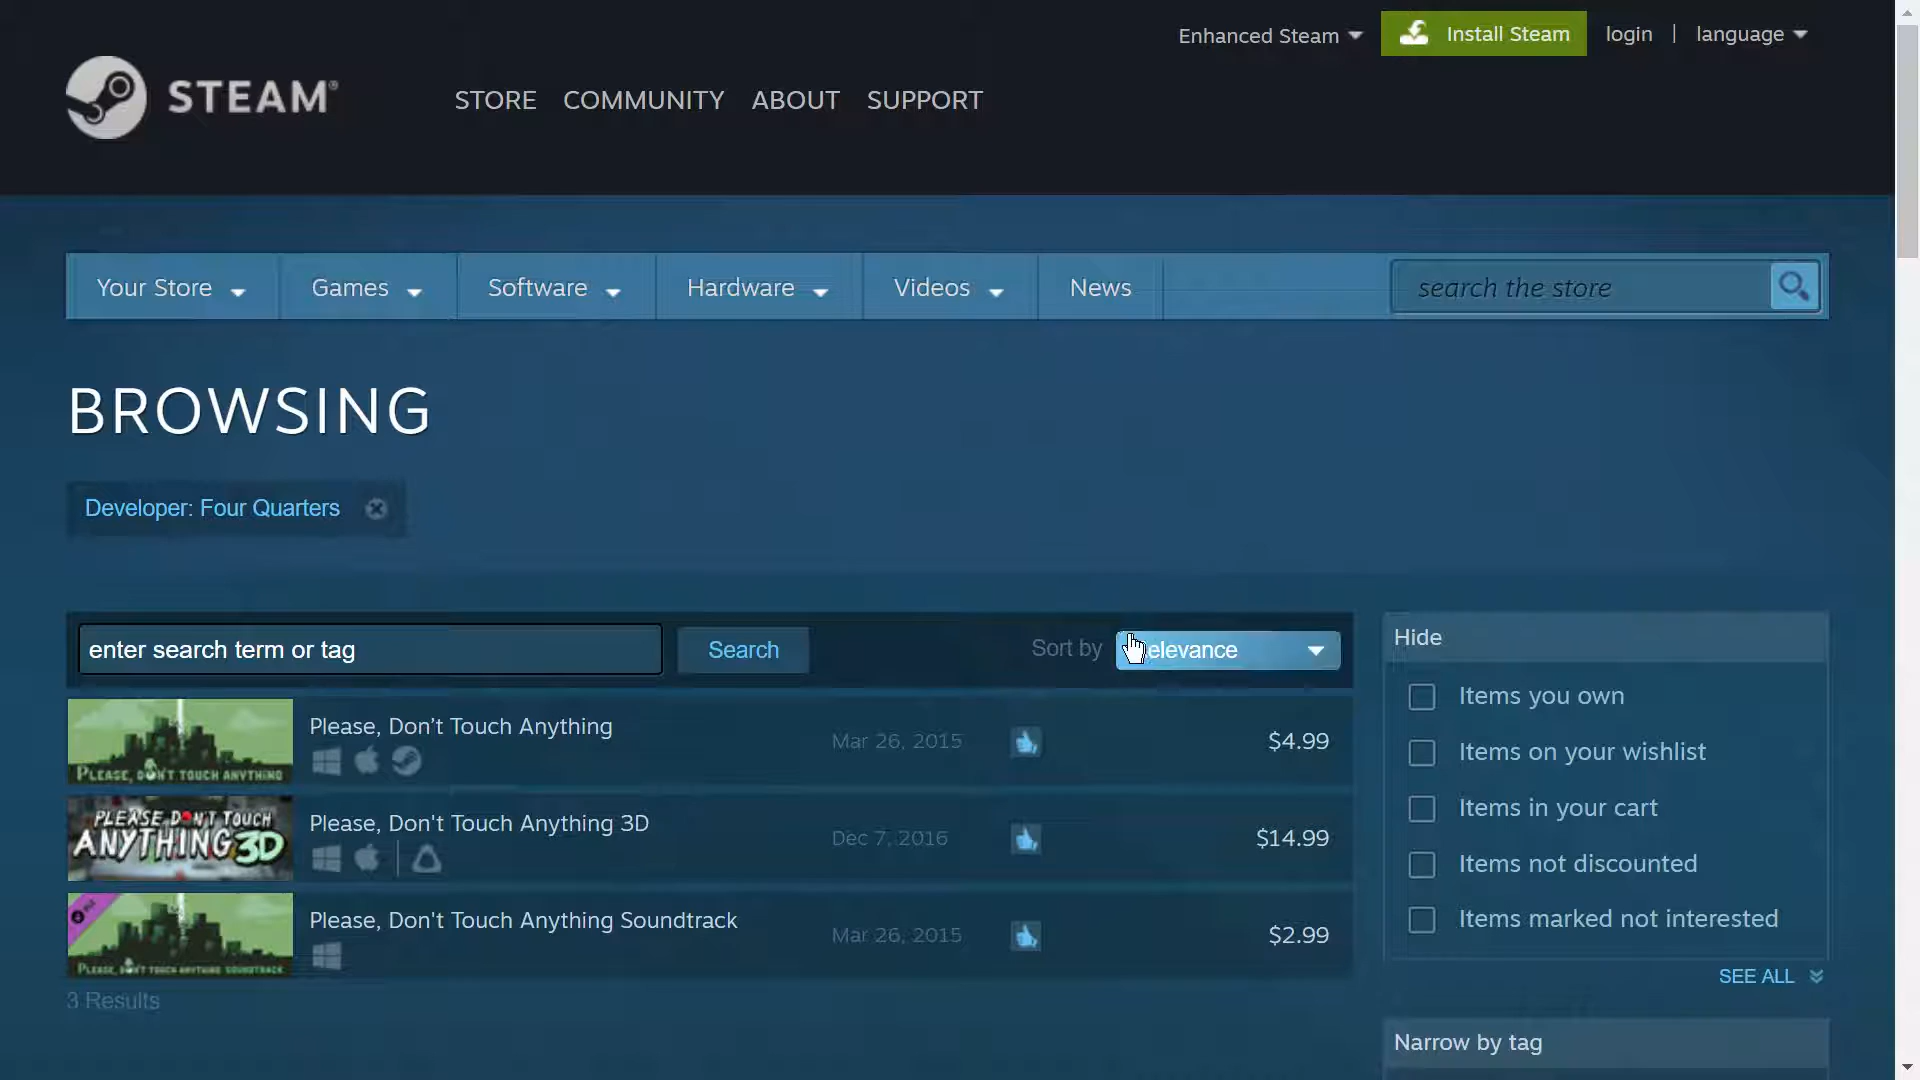 Enhanced Steam
Install Steam
login | language
STEAM®
STORE COMMUNITY ABOUT SUPPORT
Your Store Games Software Hardware Videos News
search the store
BROWSING
Developer: Four Quarters
enter search term or tag
Search
Sort by
elevance
Please, Don’t Touch Anything
Mar 26, 2015
$4.99
PLEASE, DON'T TOUCH ANYTHING
Please, Don't Touch Anything 3D
Dec 7, 2016
$14.99
PLEASE DON'T TOUCH
ANYTHING 3D
Please, Don't Touch Anything Soundtrack
Mar 26, 2015
$2.99
PLEASE, DON'T TOUCH ANYTHING SOUNDTRACK
3 Results
Hide
Items you own
Items on your wishlist
Items in your cart
Items not discounted
Items marked not interested
SEE ALL
Narrow by tag